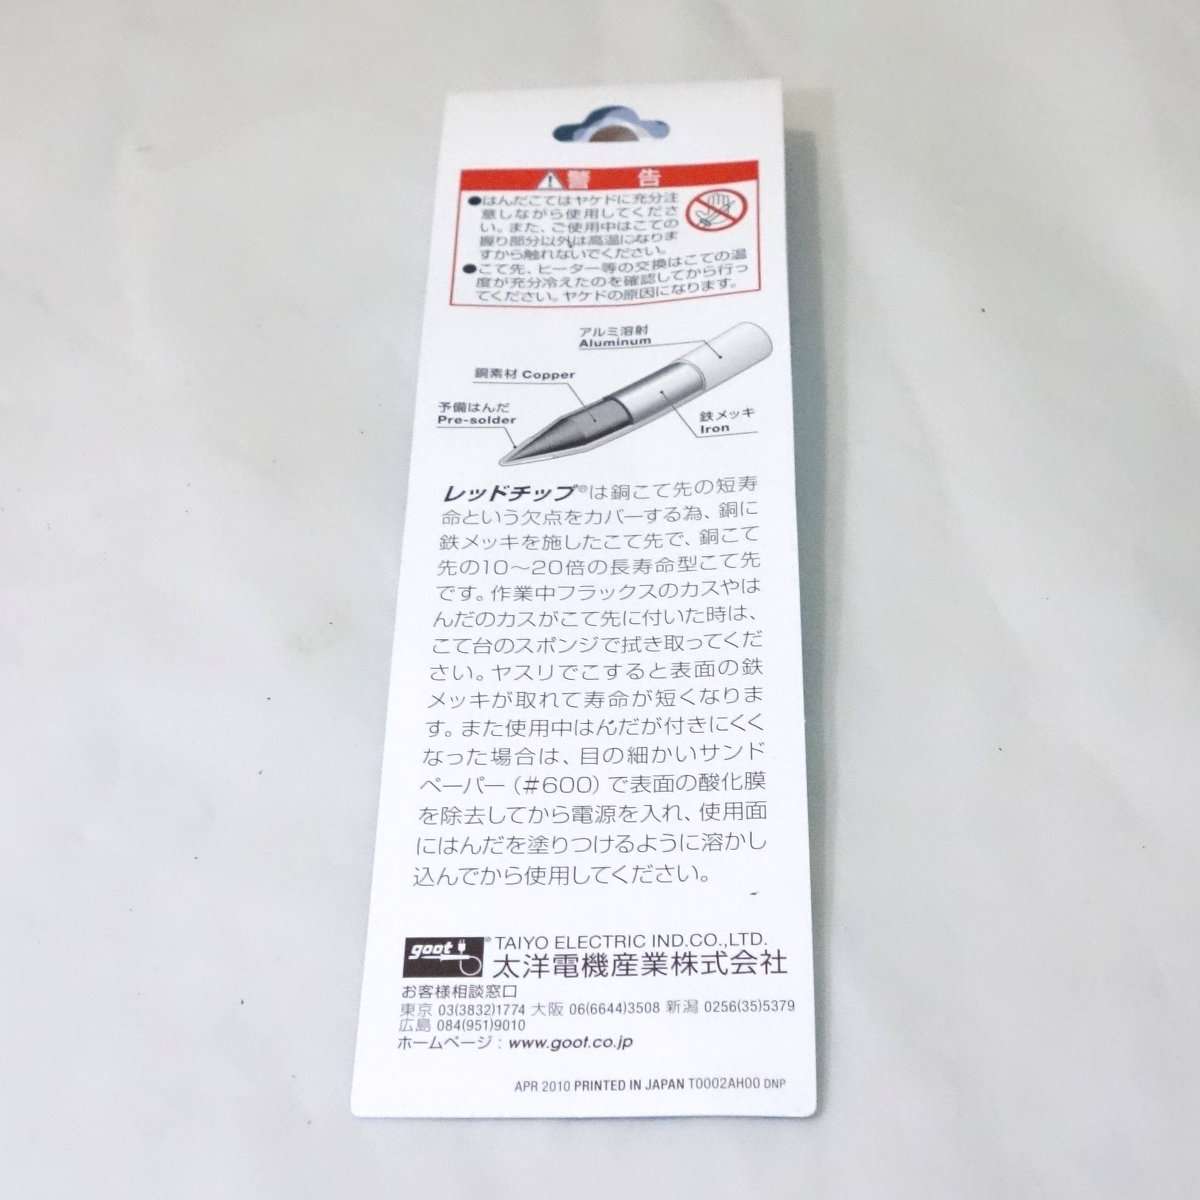 ⚠警 告
●はんだこてはヤケドに充分注
意しながら使用してくださ
い。また、ご使用中はこての
握り部分以外は高温になりま
すから触れないでください。
●こて先、ヒーター等の交換はこての温
度が充分冷えたのを確認してから行っ
てください。ヤケドの原因になります。
アルミ溶射
Aluminum
銅素材 Copper
予備はんだ
Pre-solder
鉄メッキ
Iron
レッドチップ®は銅こて先の短寿
命という欠点をカバーする為、銅に
鉄メッキを施したこて先で、銅こて
先の10〜20倍の長寿命型こて先
です。作業中フラックスのカスやは
んだのカスがこて先に付いた時は、
こて台のスポンジで拭き取ってくだ
さい。ヤスリでこすると表面の鉄
メッキが取れて寿命が短くなりま
す。また使用中はんだが付きにくく
なった場合は、目の細かいサンド
ペーパー(#600)で表面の酸化膜
を除去してから電源を入れ、使用面
にはんだを塗りつけるように溶かし
込んでから使用してください。
goot® TAIYO ELECTRIC IND.CO.,LTD.
太洋電機産業株式会社
お客様相談窓口
東京 03(3832)1774 大阪 06(6644)3508 新潟 0256(35)5379
広島 084(951)9010
ホームページ：www.goot.co.jp
APR 2010 PRINTED IN JAPAN T0002AH00 DNP